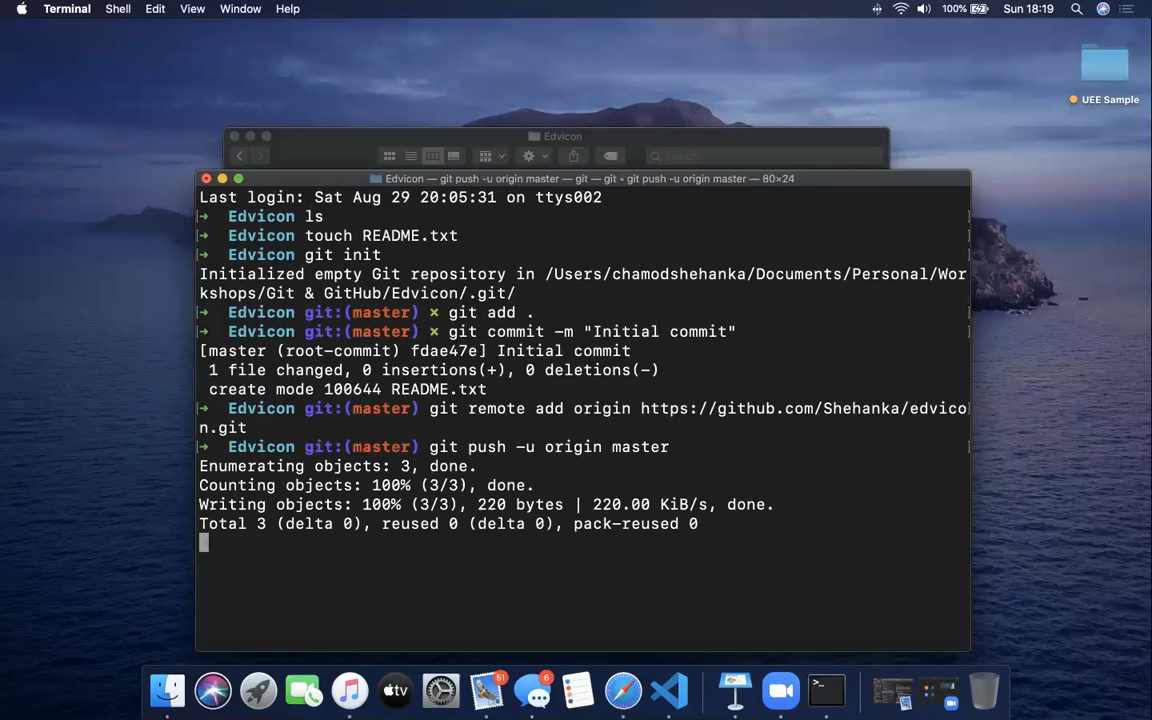 Terminal Shell Edit View Window Help 100% Sun 18:19
UEE Sample
Edvicon
Search
Edvicon — git push -u origin master — git — git • git push -u origin master — 80×24
Last login: Sat Aug 29 20:05:31 on ttys002
➜ Edvicon ls
➜ Edvicon touch README.txt
➜ Edvicon git init
Initialized empty Git repository in /Users/chamodshehanka/Documents/Personal/Wor
kshops/Git & GitHub/Edvicon/.git/
➜ Edvicon git:(master) × git add .
➜ Edvicon git:(master) × git commit -m "Initial commit"
[master (root-commit) fdae47e] Initial commit
1 file changed, 0 insertions(+), 0 deletions(-)
create mode 100644 README.txt
➜ Edvicon git:(master) git remote add origin https://github.com/Shehanka/edvico
n.git
➜ Edvicon git:(master) git push -u origin master
Enumerating objects: 3, done.
Counting objects: 100% (3/3), done.
Writing objects: 100% (3/3), 220 bytes | 220.00 KiB/s, done.
Total 3 (delta 0), reused 0 (delta 0), pack-reused 0
tv 51 6 >_